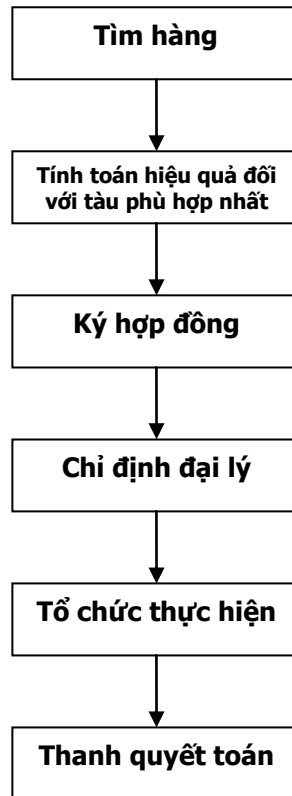 Tìm hàng
Tính toán hiệu quả đối
với tàu phù hợp nhất
Ký hợp đồng
Chỉ định đại lý
Tổ chức thực hiện
Thanh quyết toán